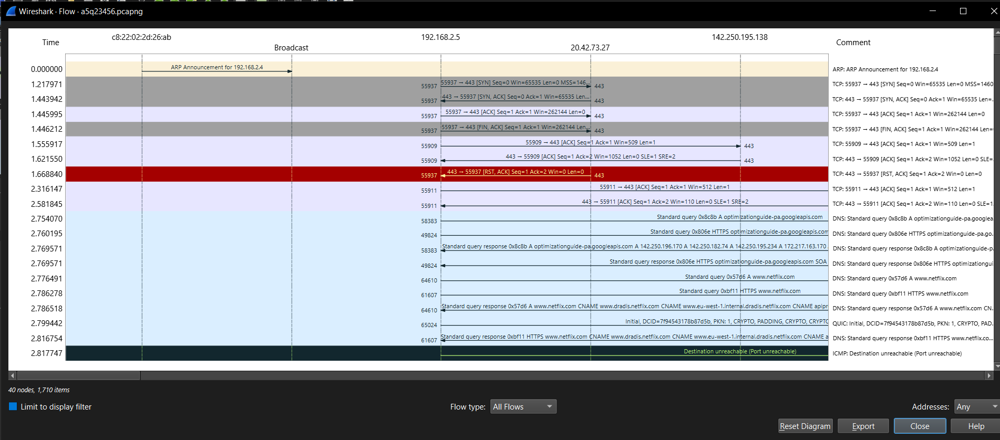 Wireshark · Flow · a5q23456.pcapng
Time c8:22:02:2d:26:ab Broadcast 192.168.2.5 20.42.73.27 142.250.195.138 Comment
0.000000 ARP Announcement for 192.168.2.4 ARP: ARP Announcement for 192.168.2.4
1.217971 55937 55937 → 443 [SYN] Seq=0 Win=65535 Len=0 MSS=146... 443 TCP: 55937 → 443 [SYN] Seq=0 Win=65535 Len=0 MSS=1460
1.443942 55937 443 → 55937 [SYN, ACK] Seq=0 Ack=1 Win=65535 Len... 443 TCP: 443 → 55937 [SYN, ACK] Seq=0 Ack=1 Win=65535 Len=.
1.445995 55937 55937 → 443 [ACK] Seq=1 Ack=1 Win=262144 Len=0 443 TCP: 55937 → 443 [ACK] Seq=1 Ack=1 Win=262144 Len=0
1.446212 55937 55937 → 443 [FIN, ACK] Seq=1 Ack=1 Win=262144 Len... 443 TCP: 55937 → 443 [FIN, ACK] Seq=1 Ack=1 Win=262144 Len=
1.555917 55909 55909 → 443 [ACK] Seq=1 Ack=1 Win=509 Len=1 443 TCP: 55909 → 443 [ACK] Seq=1 Ack=1 Win=509 Len=1
1.621550 55909 443 → 55909 [ACK] Seq=1 Ack=2 Win=1052 Len=0 SLE=1 SRE=2 443 TCP: 443 → 55909 [ACK] Seq=1 Ack=2 Win=1052 Len=0 SLE=
1.668840 55937 443 → 55937 [RST, ACK] Seq=1 Ack=2 Win=0 Len=0 443 TCP: 443 → 55937 [RST, ACK] Seq=1 Ack=2 Win=0 Len=0
2.316147 55911 55911 → 443 [ACK] Seq=1 Ack=1 Win=512 Len=1 TCP: 55911 → 443 [ACK] Seq=1 Ack=1 Win=512 Len=1
2.581845 55911 443 → 55911 [ACK] Seq=1 Ack=2 Win=110 Len=0 SLE=1 SRE=2 TCP: 443 → 55911 [ACK] Seq=1 Ack=2 Win=110 Len=0 SLE=1
2.754070 58383 Standard query 0x8c8b A optimizationguide-pa.googleapis.com DNS: Standard query 0x8c8b A optimizationguide-pa.googlea
2.760195 49824 Standard query 0x806e HTTPS optimizationguide-pa.googleapis.com DNS: Standard query 0x806e HTTPS optimizationguide-pa.go.
2.769571 58383 Standard query response 0x8c8b A optimizationguide-pa.googleapis.com A 142.250.196.170 A 142.250.182.74 A 142.250.195.234 A 172.217.163.170 DNS: Standard query response 0x8c8b A optimizationguide-p.
2.769571 49824 Standard query response 0x806e HTTPS optimizationguide-pa.googleapis.com SOA DNS: Standard query response 0x806e HTTPS optimizationgui
2.776491 64610 Standard query 0x57d6 A www.netflix.com DNS: Standard query 0x57d6 A www.netflix.com
2.786278 61607 Standard query 0xbf11 HTTPS www.netflix.com DNS: Standard query 0xbf11 HTTPS www.netflix.com
2.786518 64610 Standard query response 0x57d6 A www.netflix.com CNAME www.dradis.netflix.com CNAME www.eu-west-1.internal.dradis.netflix.com CNAME apipr DNS: Standard query response 0x57d6 A www.netflix.com CN.
2.799442 65024 Initial, DCID=7f94543178b87d5b, PKN: 1, CRYPTO, PADDING, CRYPTO, CRYPTC QUIC: Initial, DCID=7f94543178b87d5b, PKN: 1, CRYPTO, PAD.
2.816754 61607 Standard query response 0xbf11 HTTPS www.netflix.com CNAME www.dradis.netflix.com CNAME www.eu-west-1.internal.dradis.netflix.com CNAME a DNS: Standard query response 0xbf11 HTTPS www.netflix.co...
2.817747 Destination unreachable (Port unreachable) ICMP: Destination unreachable (Port unreachable)
40 nodes, 1,710 items
Limit to display filter Flow type: All Flows Addresses: Any
Reset Diagram Export Close Help